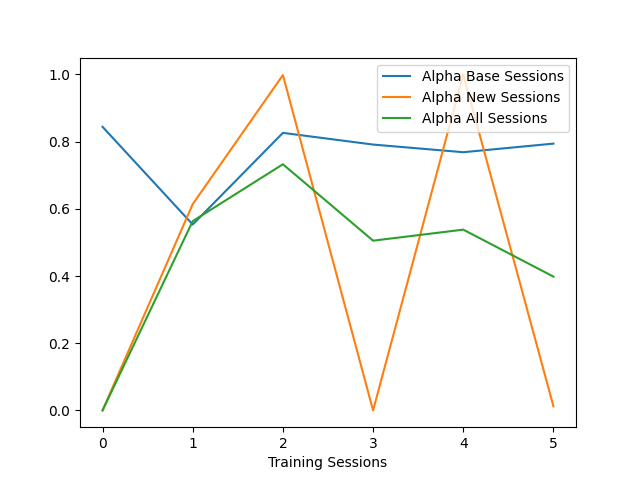 1.0
0.8
0.6
0.4
0.2
0.0
Alpha Base Sessions
Alpha New Sessions
Alpha All Sessions
0 1 2 3 4 5
Training Sessions